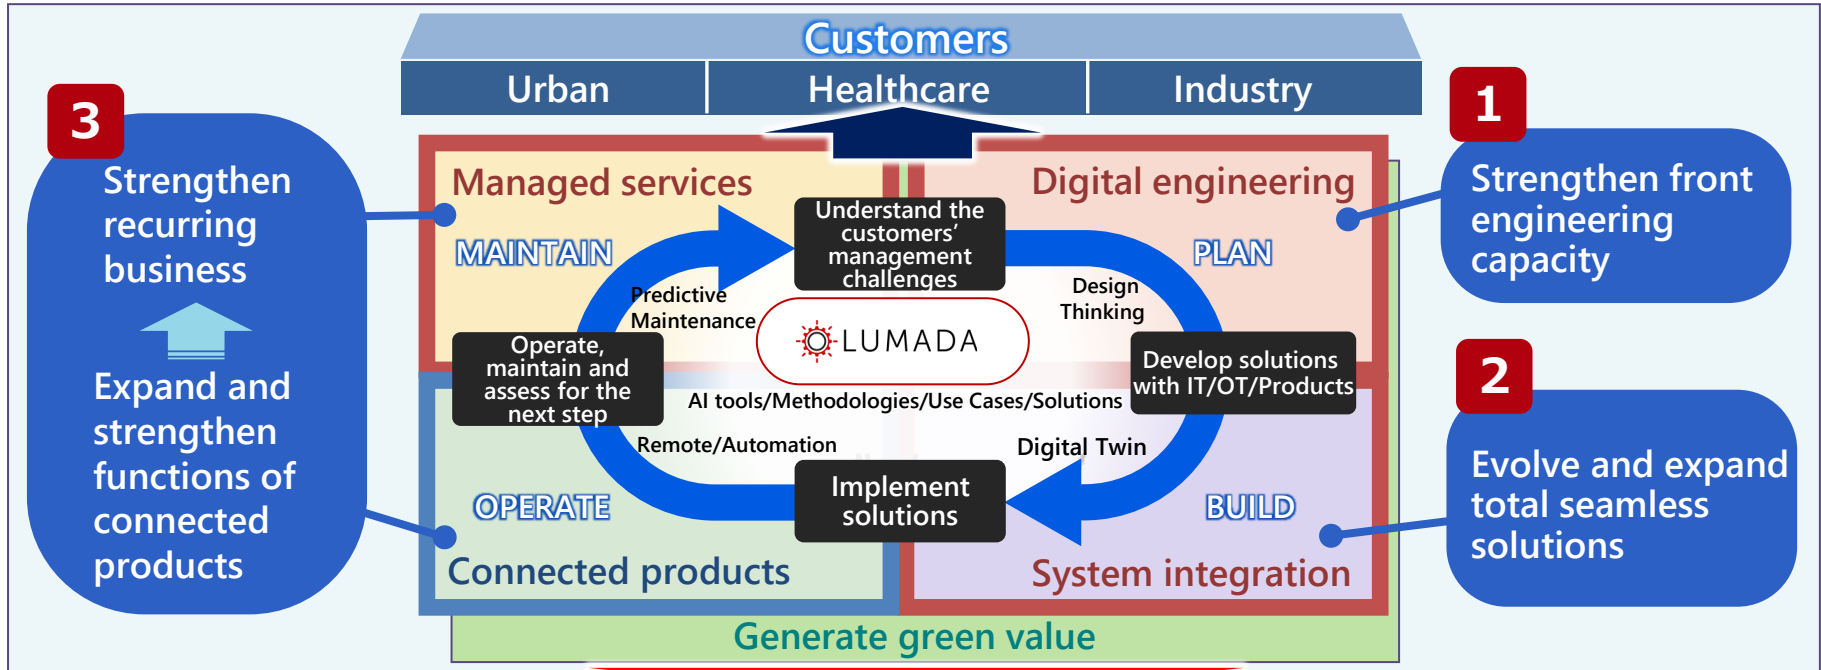 Customers
Urban
Healthcare
Industry
3
Strengthen
recurring
business
Expand and
strengthen
functions of
connected
products
Managed services
MAINTAIN
Predictive
Maintenance
Understand the
customers’
management
challenges
Digital engineering
PLAN
Design
Thinking
1
Strengthen front
engineering
capacity
LUMADA
Operate,
maintain and
assess for the
next step
Develop solutions
with IT/OT/Products
AI tools/Methodologies/Use Cases/Solutions
Remote/Automation
Digital Twin
Implement
solutions
OPERATE
Connected products
BUILD
System integration
2
Evolve and expand
total seamless
solutions
Generate green value